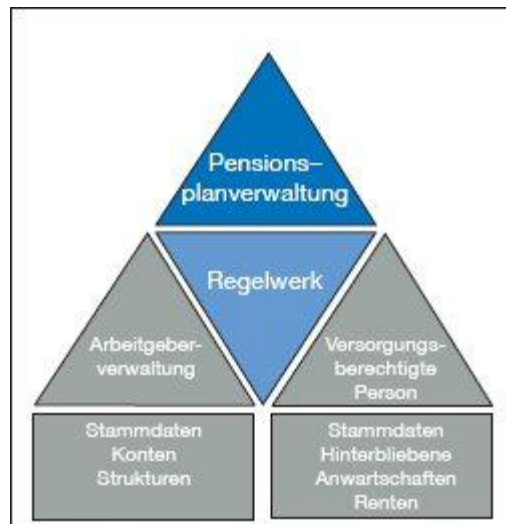 Pensions–
planverwaltung
Regelwerk
Arbeitgeber-
verwaltung
Versorgungs-
berechtigte
Person
Stammdaten
Konten
Strukturen
Stammdaten
Hinterbliebene
Anwartschaften
Renten